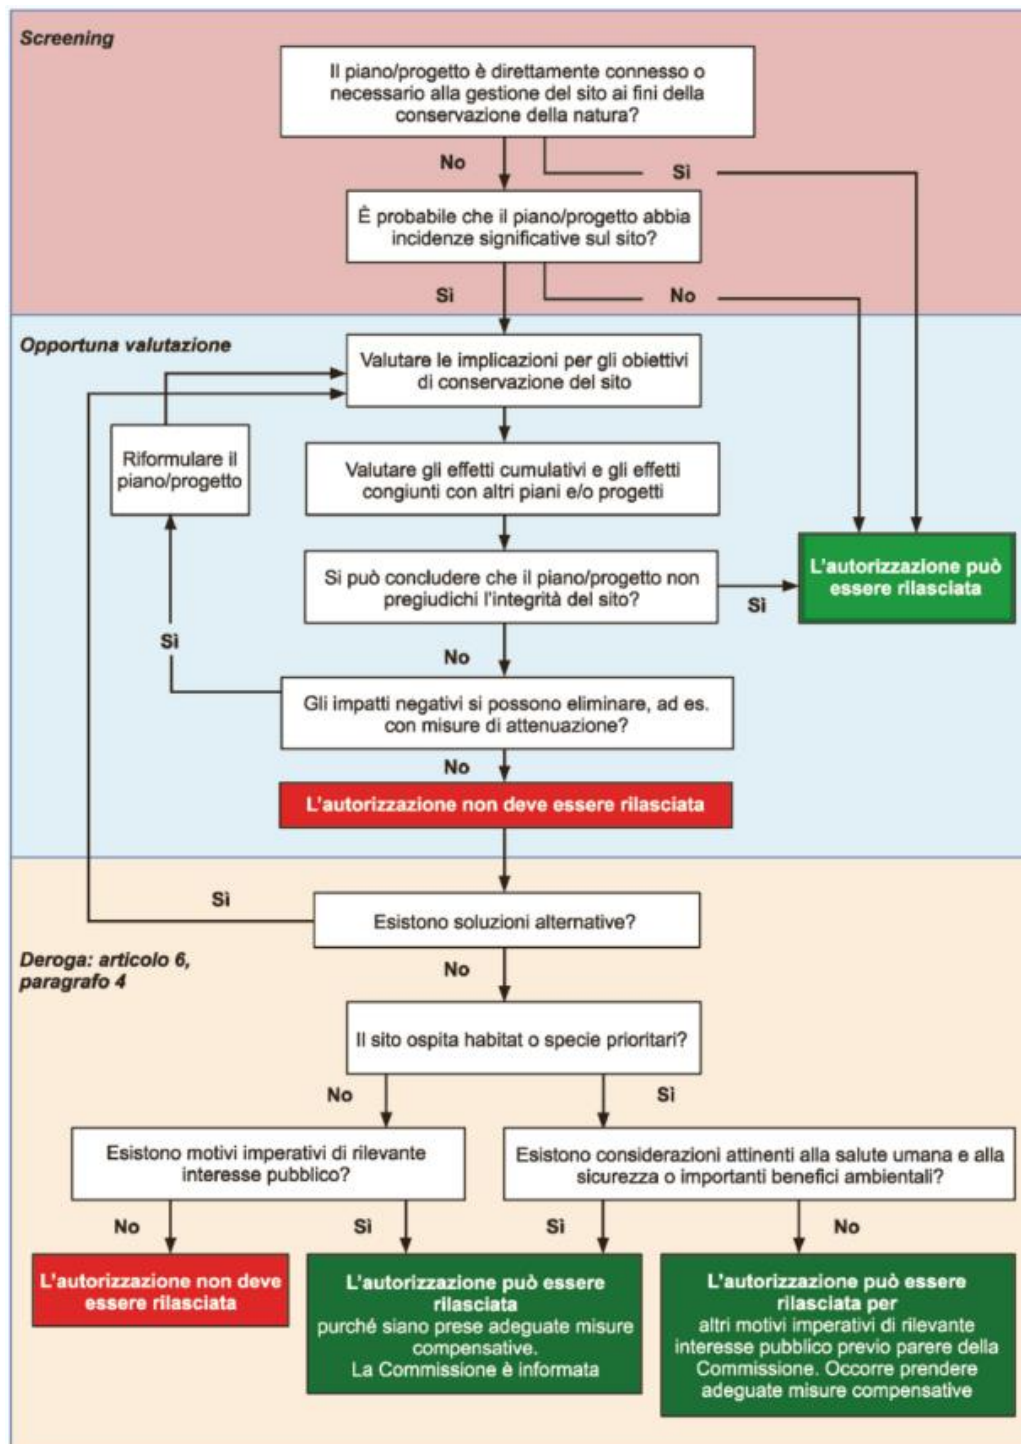 Screening
Il piano/progetto è direttamente connesso o
necessario alla gestione del sito ai fini della
conservazione della natura?
No
Sì
È probabile che il piano/progetto abbia
incidenze significative sul sito?
Sì
No
Opportuna valutazione
Valutare le implicazioni per gli obiettivi
di conservazione del sito
Riformulare il
piano/progetto
Valutare gli effetti cumulativi e gli effetti
congiunti con altri piani e/o progetti
Si può concludere che il piano/progetto non
pregiudichi l'integrità del sito?
Sì
L'autorizzazione può
essere rilasciata
Sì
No
Gli impatti negativi si possono eliminare, ad es.
con misure di attenuazione?
No
L'autorizzazione non deve essere rilasciata
Sì
Esistono soluzioni alternative?
Deroga: articolo 6,
paragrafo 4
No
Il sito ospita habitat o specie prioritari?
No
Sì
Esistono motivi imperativi di rilevante
interesse pubblico?
Esistono considerazioni attinenti alla salute umana e alla
sicurezza o importanti benefici ambientali?
No
Sì
Sì
No
L'autorizzazione non deve
essere rilasciata
L'autorizzazione può essere
rilasciata
purché siano prese adeguate misure
compensative.
La Commissione è informata
L'autorizzazione può essere
rilasciata per
altri motivi imperativi di rilevante
interesse pubblico previo parere della
Commissione. Occorre prendere
adeguate misure compensative